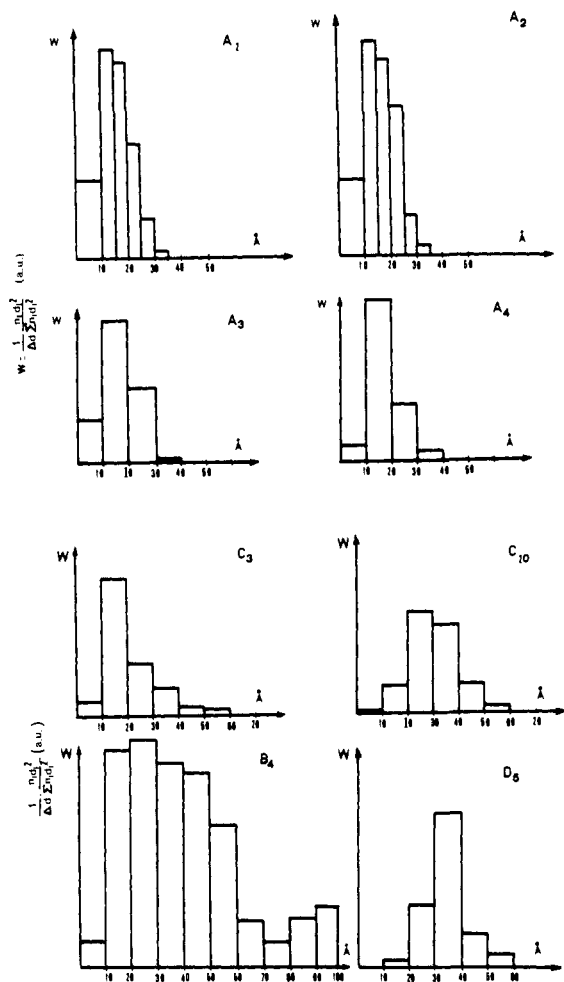 W A₁ W A₂
Å Å
10 20 30 40 50 10 20 30 40 50
W = 1/Δd nᵢdᵢ²/Σnᵢdᵢ² (a.u.)
W A₃ W A₄
Å Å
10 20 30 40 50 10 20 30 40 50
W C₃ W C₂₀
Å Å
10 20 30 40 50 60 20 10 20 30 40 50 60 20
1/Δd nᵢdᵢ²/Σnᵢdᵢ² (a.u.)
W B₄ W D₆
Å Å
10 20 30 40 50 60 70 80 90 100 10 20 30 40 50 60